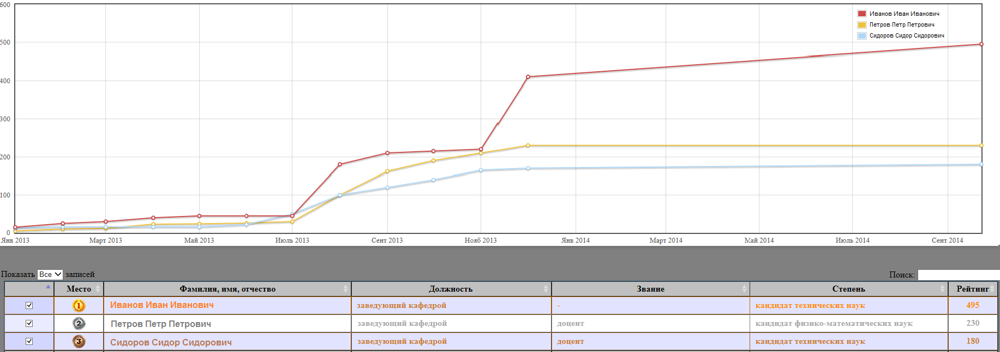 600
Иванов Иван Иванович
Петров Петр Петрович
Сидоров Сидор Сидорович
500
400
300
200
100
0
Янв 2013 Март 2013 Май 2013 Июль 2013 Сент 2013 Нояб 2013 Янв 2014 Март 2014 Май 2014 Июль 2014 Сент 2014
Показать Все записей Поиск:
Место Фамилия, имя, отчество Должность Звание Степень Рейтинг
1 Иванов Иван Иванович заведующий кафедрой - кандидат технических наук 495
2 Петров Петр Петрович заведующий кафедрой доцент кандидат физико-математических наук 230
3 Сидоров Сидор Сидорович заведующий кафедрой доцент кандидат технических наук 180